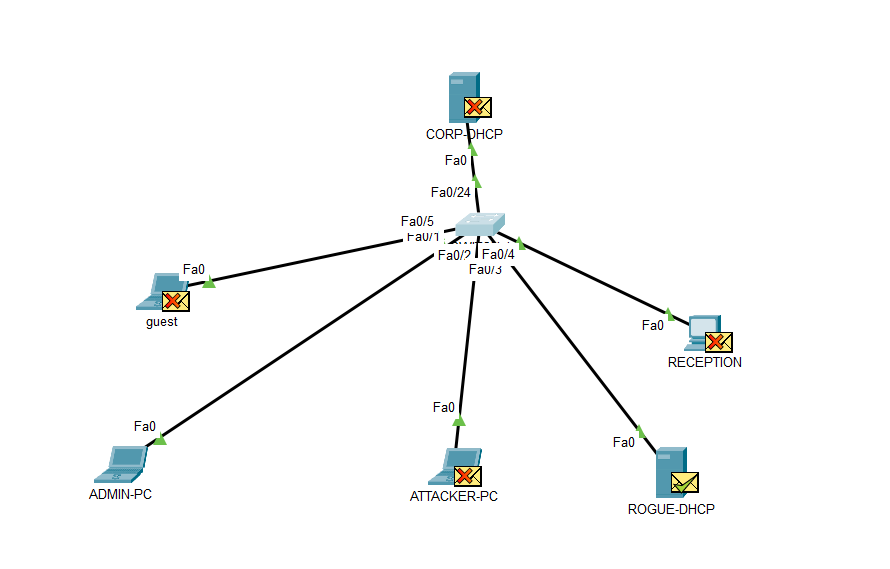 CORP-DHCP
Fa0
Fa0/24
Fa0/5
Fa0/1
Fa0/2
Fa0/4
Fa0/3
Fa0
guest
Fa0
RECEPTION
Fa0
ADMIN-PC
Fa0
ATTACKER-PC
Fa0
ROGUE-DHCP